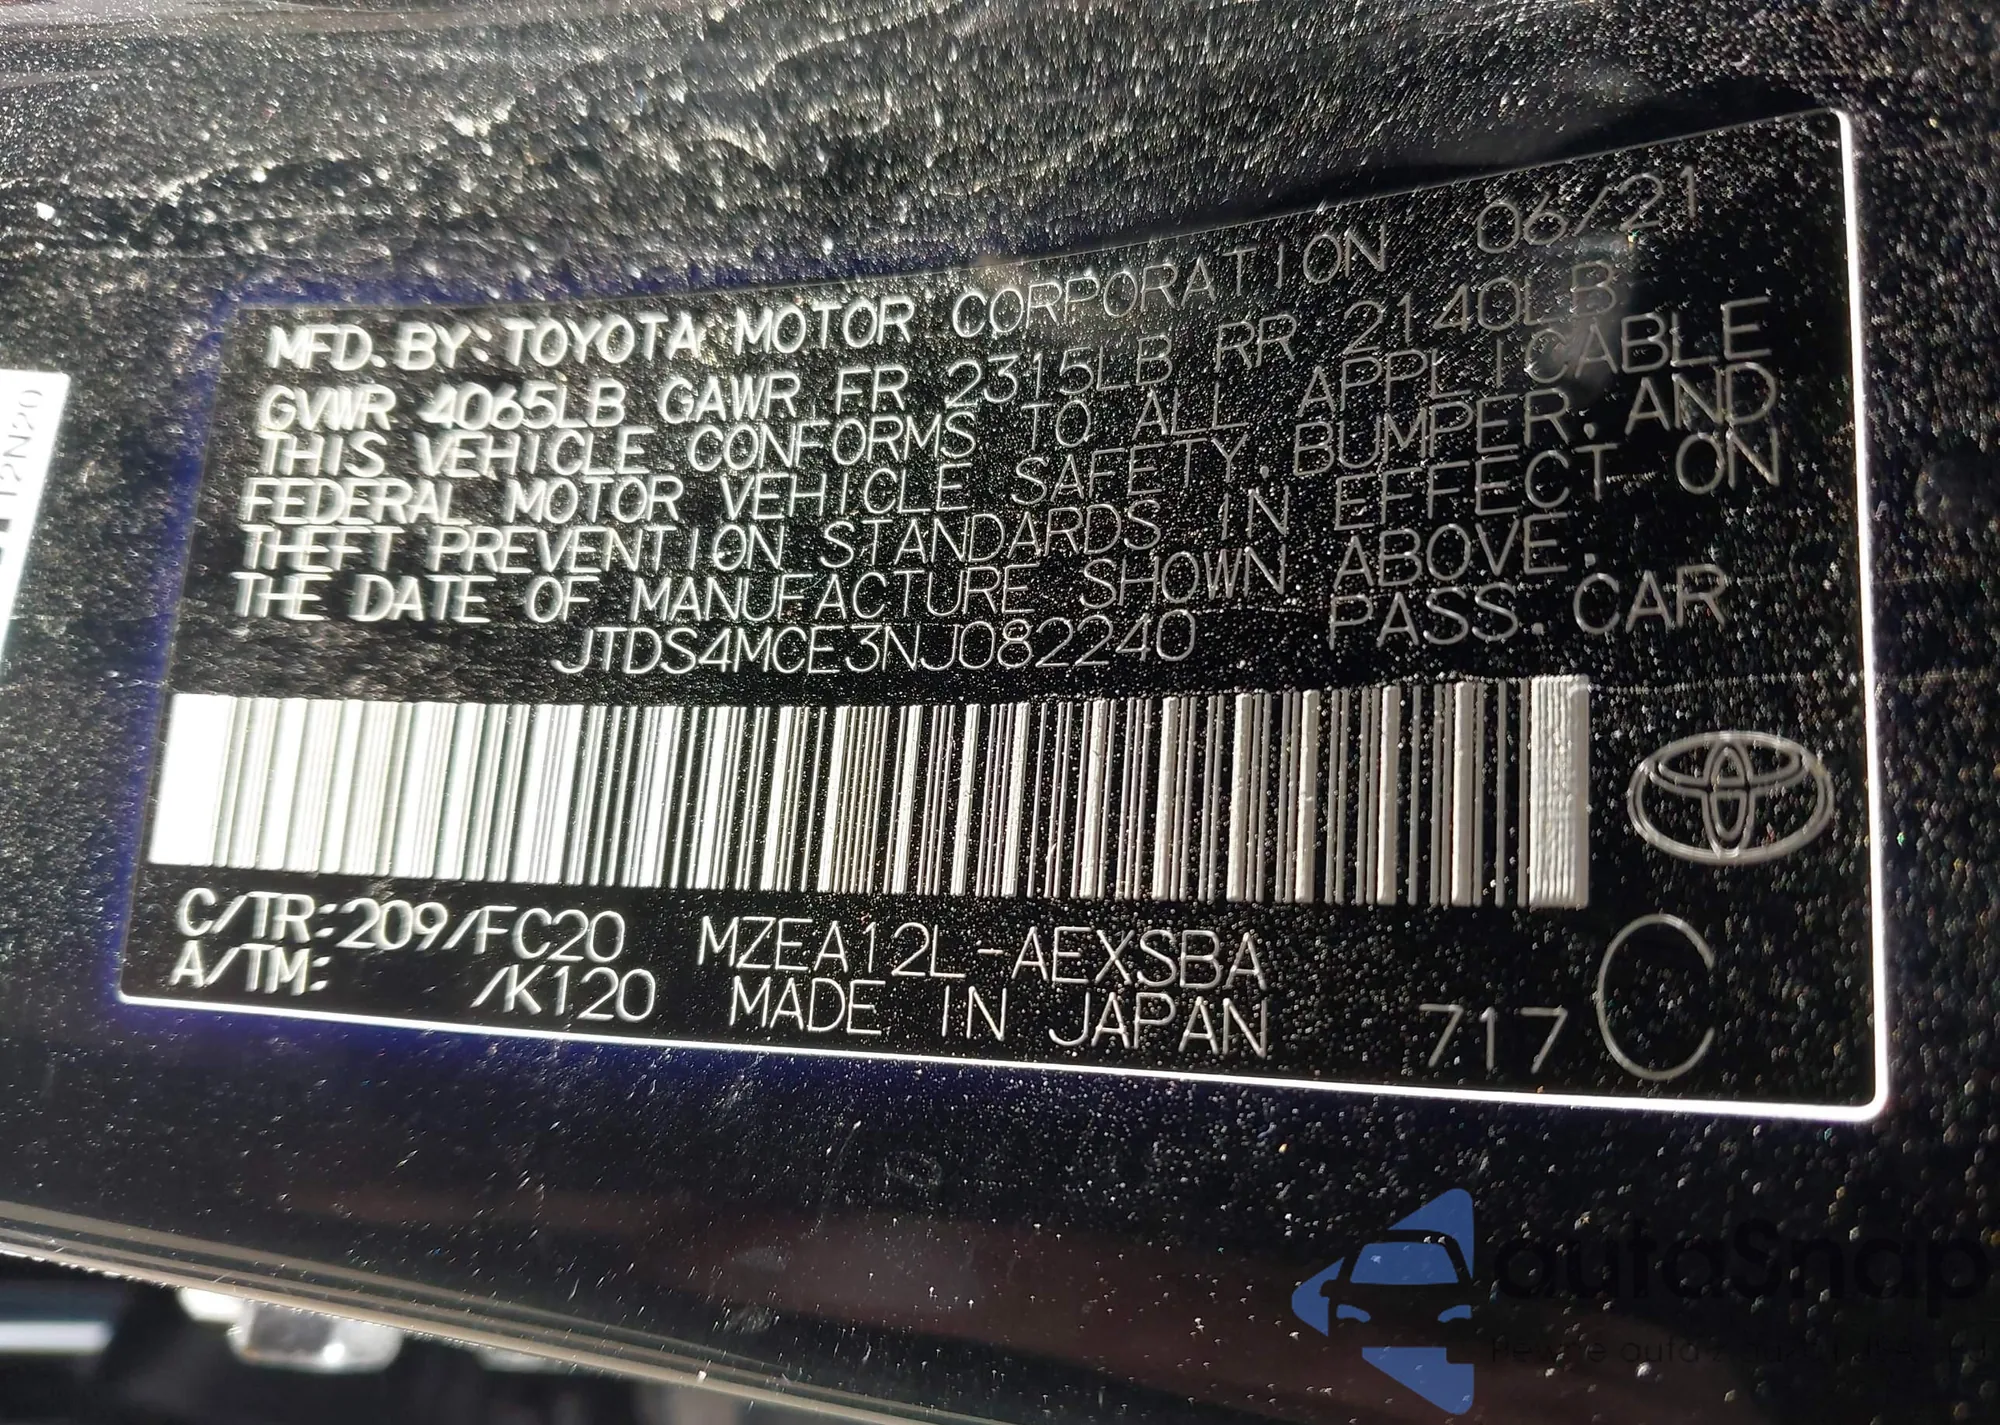 MFD. BY: TOYOTA MOTOR CORPORATION 06/21
GVWR 4065LB GAWR FR 2315LB RR 2140LB
THIS VEHICLE CONFORMS TO ALL APPLICABLE
FEDERAL MOTOR VEHICLE SAFETY, BUMPER, AND
THEFT PREVENTION STANDARDS IN EFFECT ON
THE DATE OF MANUFACTURE SHOWN ABOVE.
JTDS4MCE3NJ082240 PASS. CAR
C/TR:209/FC20 MZEA12L-AEXSBA
A/TM: /K120 MADE IN JAPAN 717 C
12N20
autoSnap